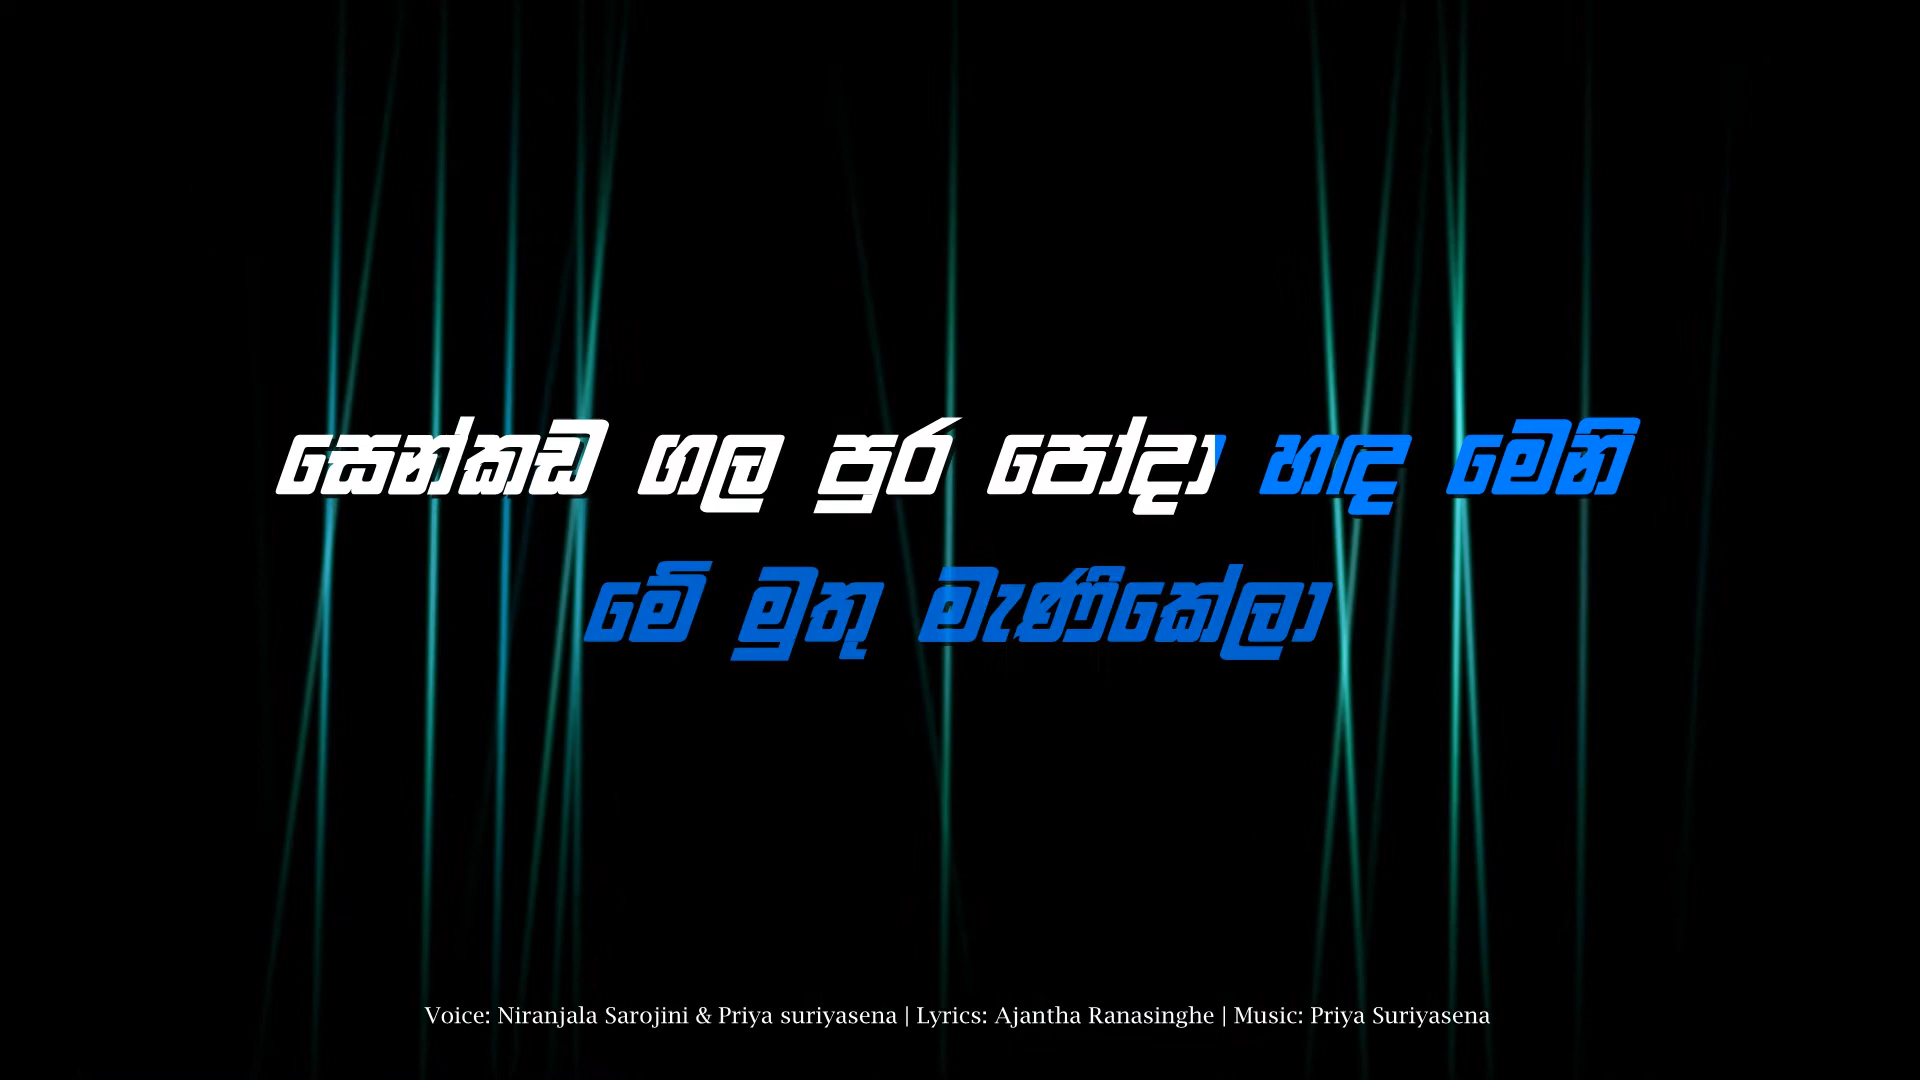 සෙන්කඩ ගල පුර පෝදා හඳ මෙනි
මේ මුතු මැණිකේලා
Voice: Niranjala Sarojini & Priya suriyasena | Lyrics: Ajantha Ranasinghe | Music: Priya Suriyasena